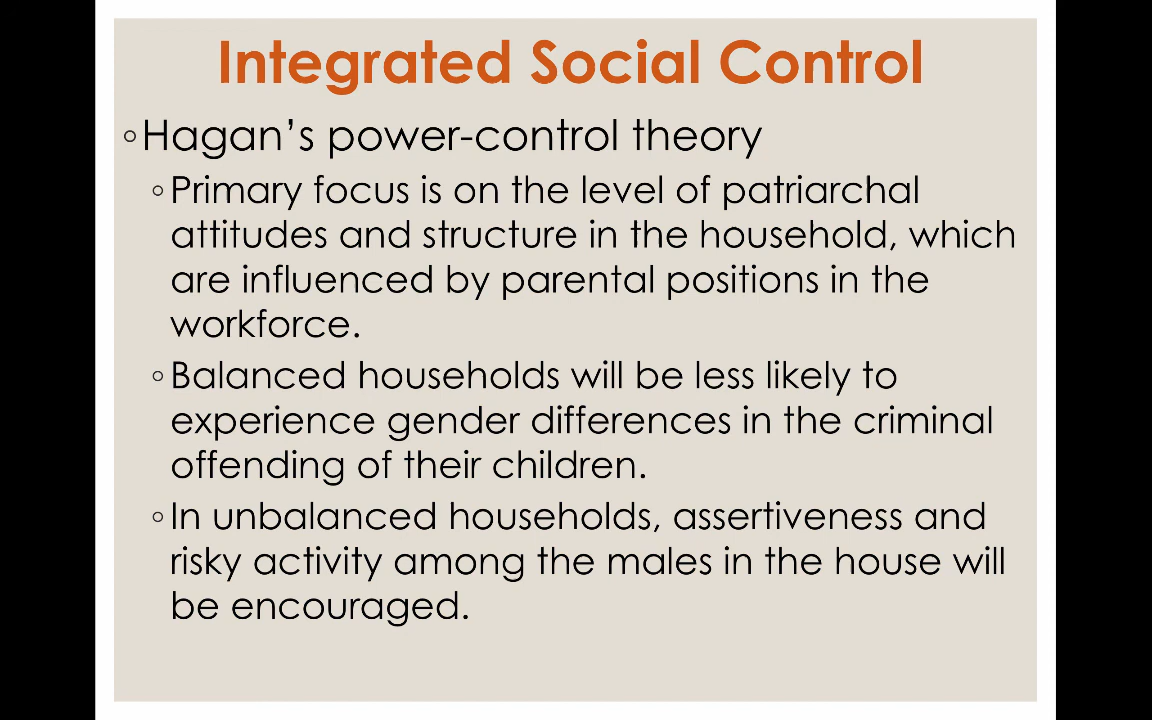 Integrated Social Control
◦Hagan’s power-control theory
◦Primary focus is on the level of patriarchal
attitudes and structure in the household, which
are influenced by parental positions in the
workforce.
◦Balanced households will be less likely to
experience gender differences in the criminal
offending of their children.
◦In unbalanced households, assertiveness and
risky activity among the males in the house will
be encouraged.